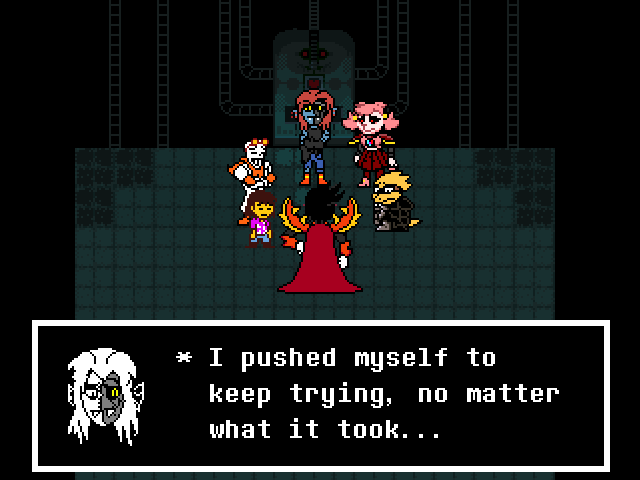 * I pushed myself to
keep trying, no matter
what it took...